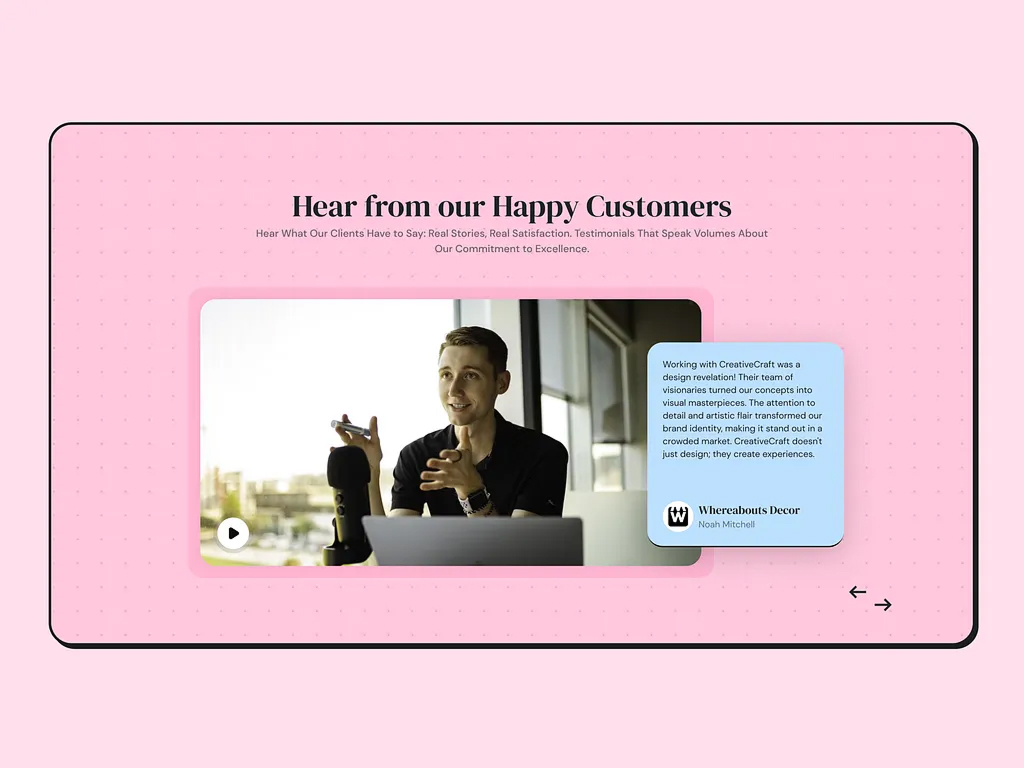 Hear from our Happy Customers
Hear What Our Clients Have to Say: Real Stories, Real Satisfaction. Testimonials That Speak Volumes About
Our Commitment to Excellence.
Working with CreativeCraft was a
design revelation! Their team of
visionaries turned our concepts into
visual masterpieces. The attention to
detail and artistic flair transformed our
brand identity, making it stand out in a
crowded market. CreativeCraft doesn't
just design; they create experiences.
W
Whereabouts Decor
Noah Mitchell